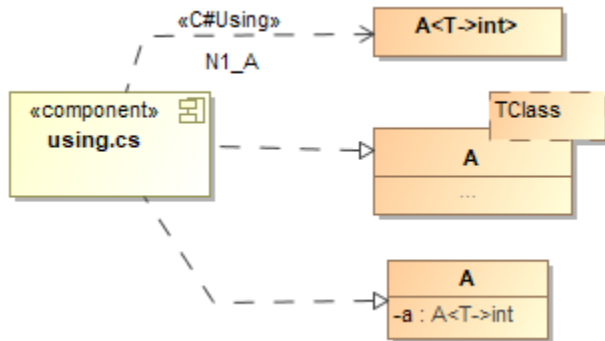 «C#Using»
N1_A
A<T->int>
«component»
using.cs
TClass
A
...
A
-a : A<T->int